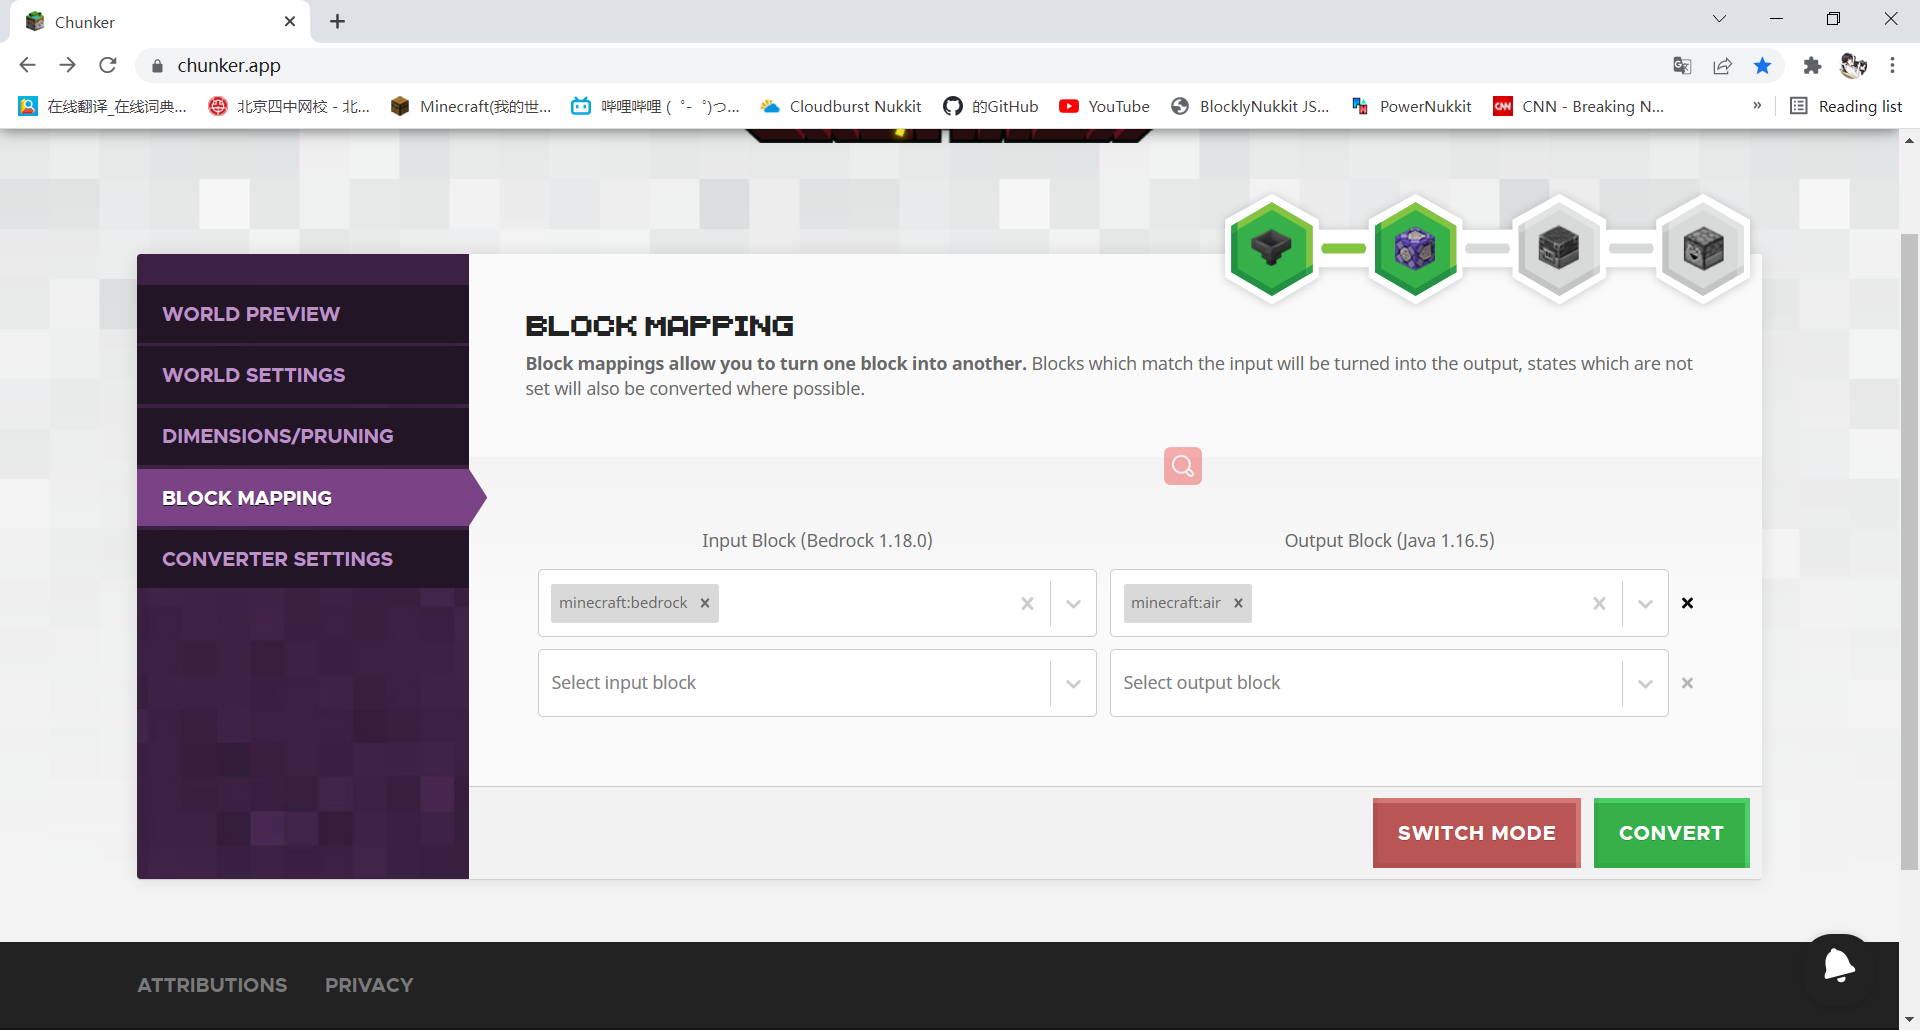 Chunker
chunker.app
在线翻译_在线词典... 北京四中网校 - 北... Minecraft(我的世... 哔哩哔哩 (゜-゜)つ... Cloudburst Nukkit 的GitHub YouTube BlocklyNukkit JS... PowerNukkit CNN - Breaking N... » Reading list
WORLD PREVIEW
WORLD SETTINGS
DIMENSIONS/PRUNING
BLOCK MAPPING
CONVERTER SETTINGS
BLOCK MAPPING
Block mappings allow you to turn one block into another. Blocks which match the input will be turned into the output, states which are not
set will also be converted where possible.
Input Block (Bedrock 1.18.0) Output Block (Java 1.16.5)
minecraft:bedrock minecraft:air
Select input block Select output block
SWITCH MODE CONVERT
ATTRIBUTIONS PRIVACY